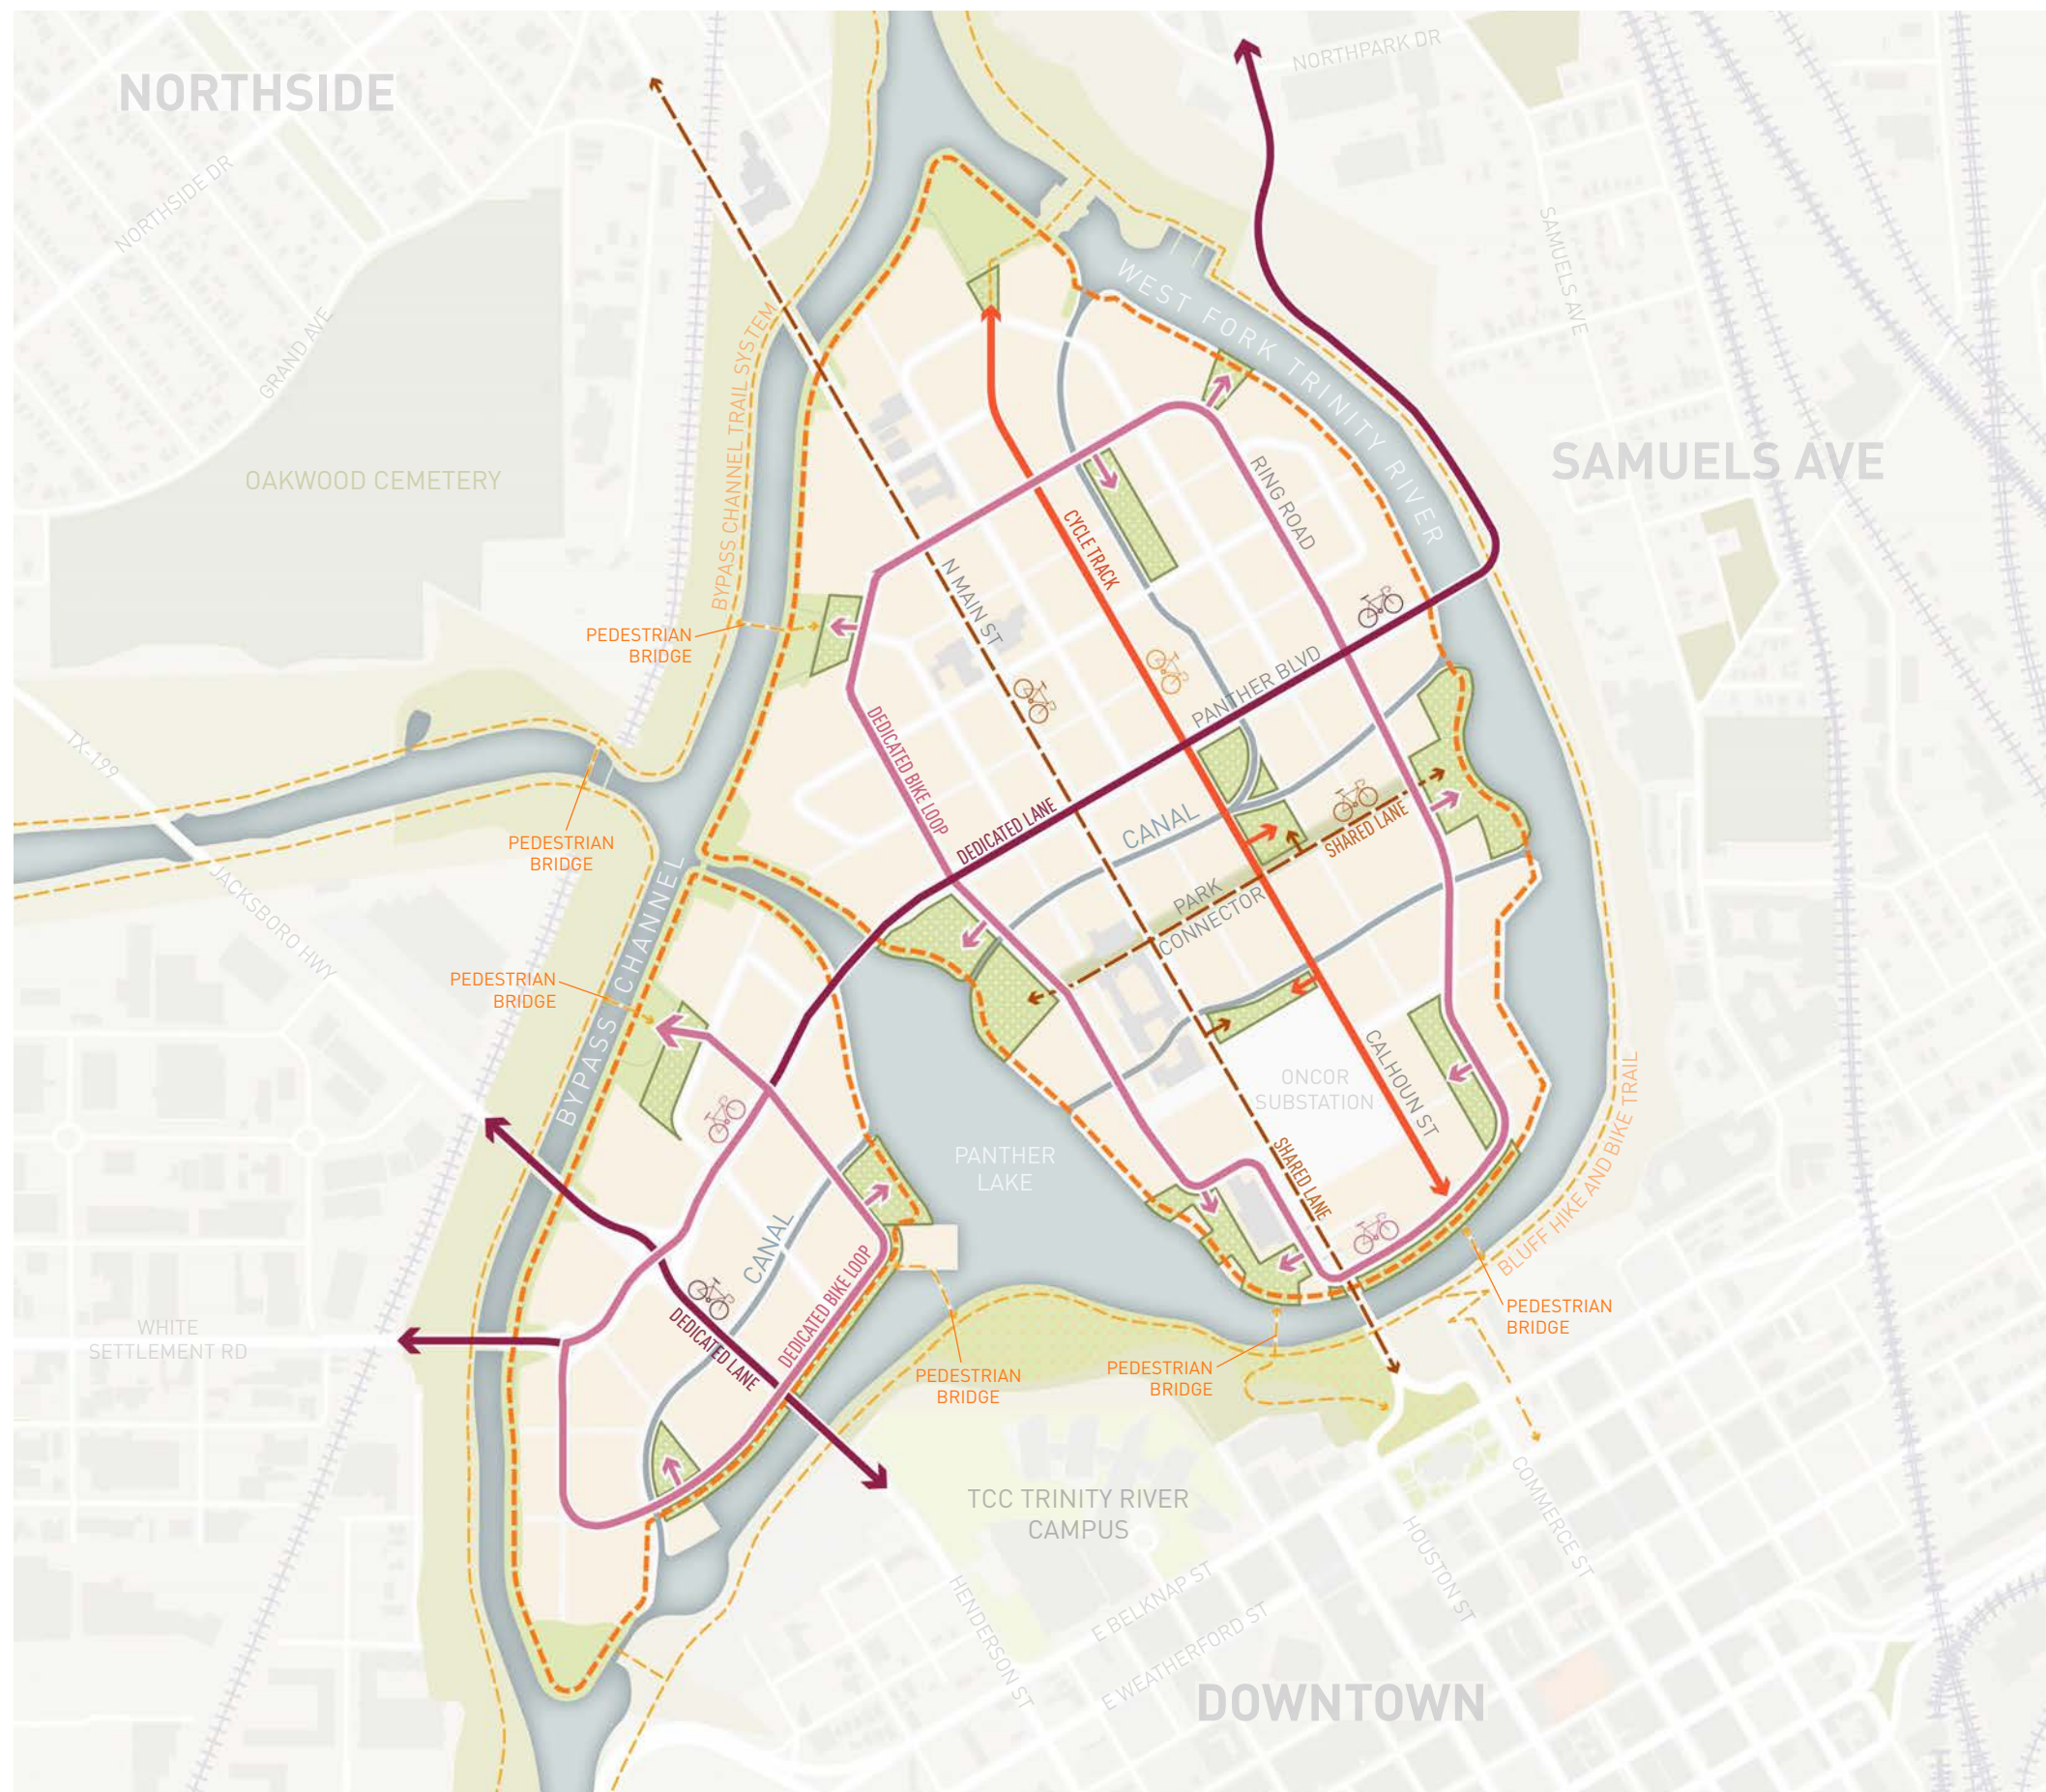 NORTHPARK DR
NORTHSIDE
NORTHSIDE DR
SAMUELS AVE
WEST FORK TRINITY RIVER
GRAND AVE
BYPASS CHANNEL TRAIL SYSTEM
SAMUELS AVE
OAKWOOD CEMETERY
RING ROAD
CYCLE TRACK
N MAIN ST
PEDESTRIAN
BRIDGE
PANTHER BLVD
DEDICATED BIKE LOOP
TX-199
PEDESTRIAN
BRIDGE
DEDICATED LANE
CANAL
SHARED LANE
PARK
CONNECTOR
JACKSBORO HWY
BYPASS CHANNEL
PEDESTRIAN
BRIDGE
ONCOR
SUBSTATION
CALHOUN ST
PANTHER
LAKE
SHARED LANE
BLUFF HIKE AND BIKE TRAIL
CANAL
DEDICATED BIKE LOOP
DEDICATED LANE
WHITE
SETTLEMENT RD
PEDESTRIAN
BRIDGE
PEDESTRIAN
BRIDGE
PEDESTRIAN
BRIDGE
TCC TRINITY RIVER
CAMPUS
COMMERCE ST
HOUSTON ST
HENDERSON ST
E BELKNAP ST
E WEATHERFORD ST
DOWNTOWN